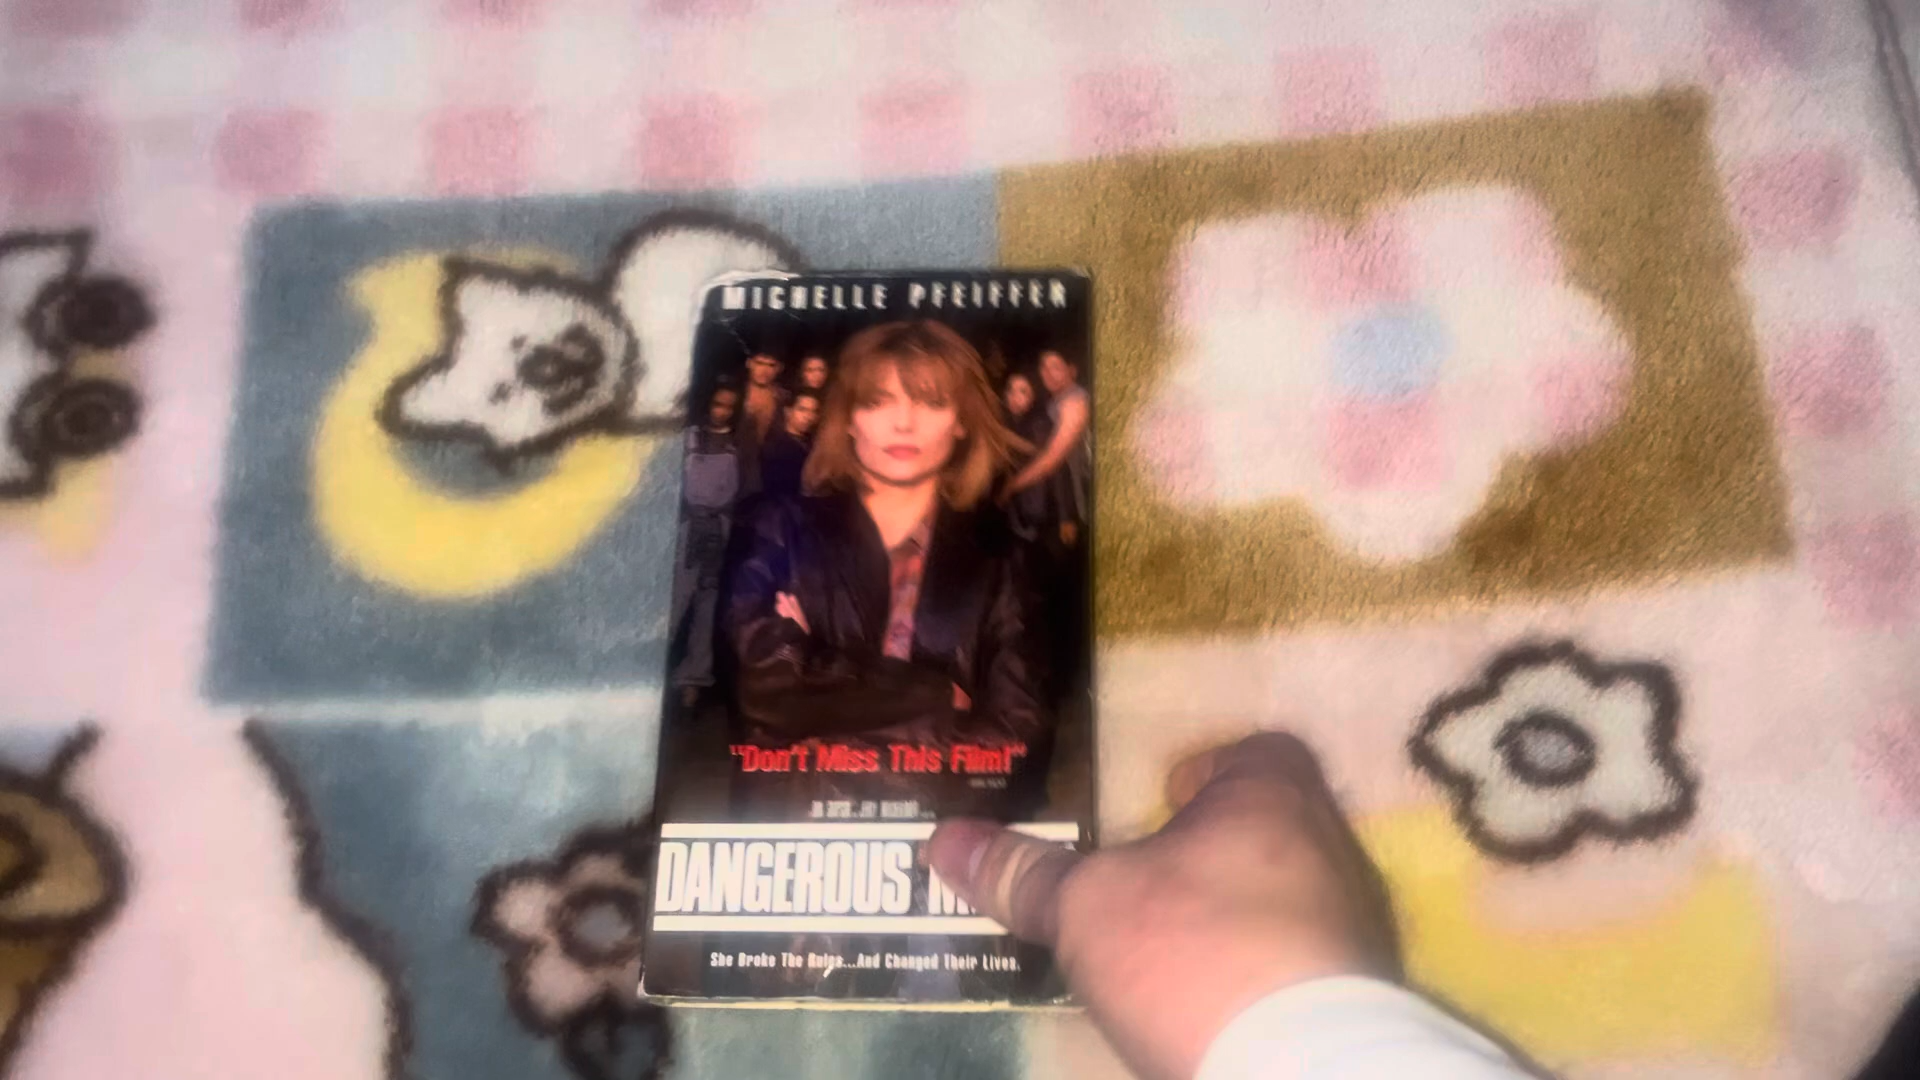 MICHELLE PFEIFFER
"Don't Miss This Film!"
DANGEROUS
She Broke The Rules...And Changed Their Lives.